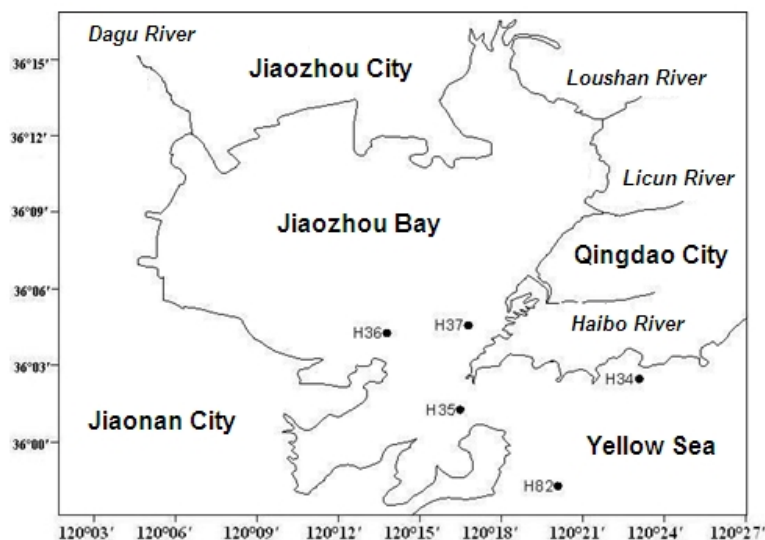 Dagu River
36°15′
Jiaozhou City
Loushan River
36°12′
Licun River
36°09′
Jiaozhou Bay
Qingdao City
36°06′
H36
H37
Haibo River
36°03′
H34
Jiaonan City
H35
36°00′
Yellow Sea
H82
120°03′ 120°06′ 120°09′ 120°12′ 120°15′ 120°18′ 120°21′ 120°24′ 120°27′